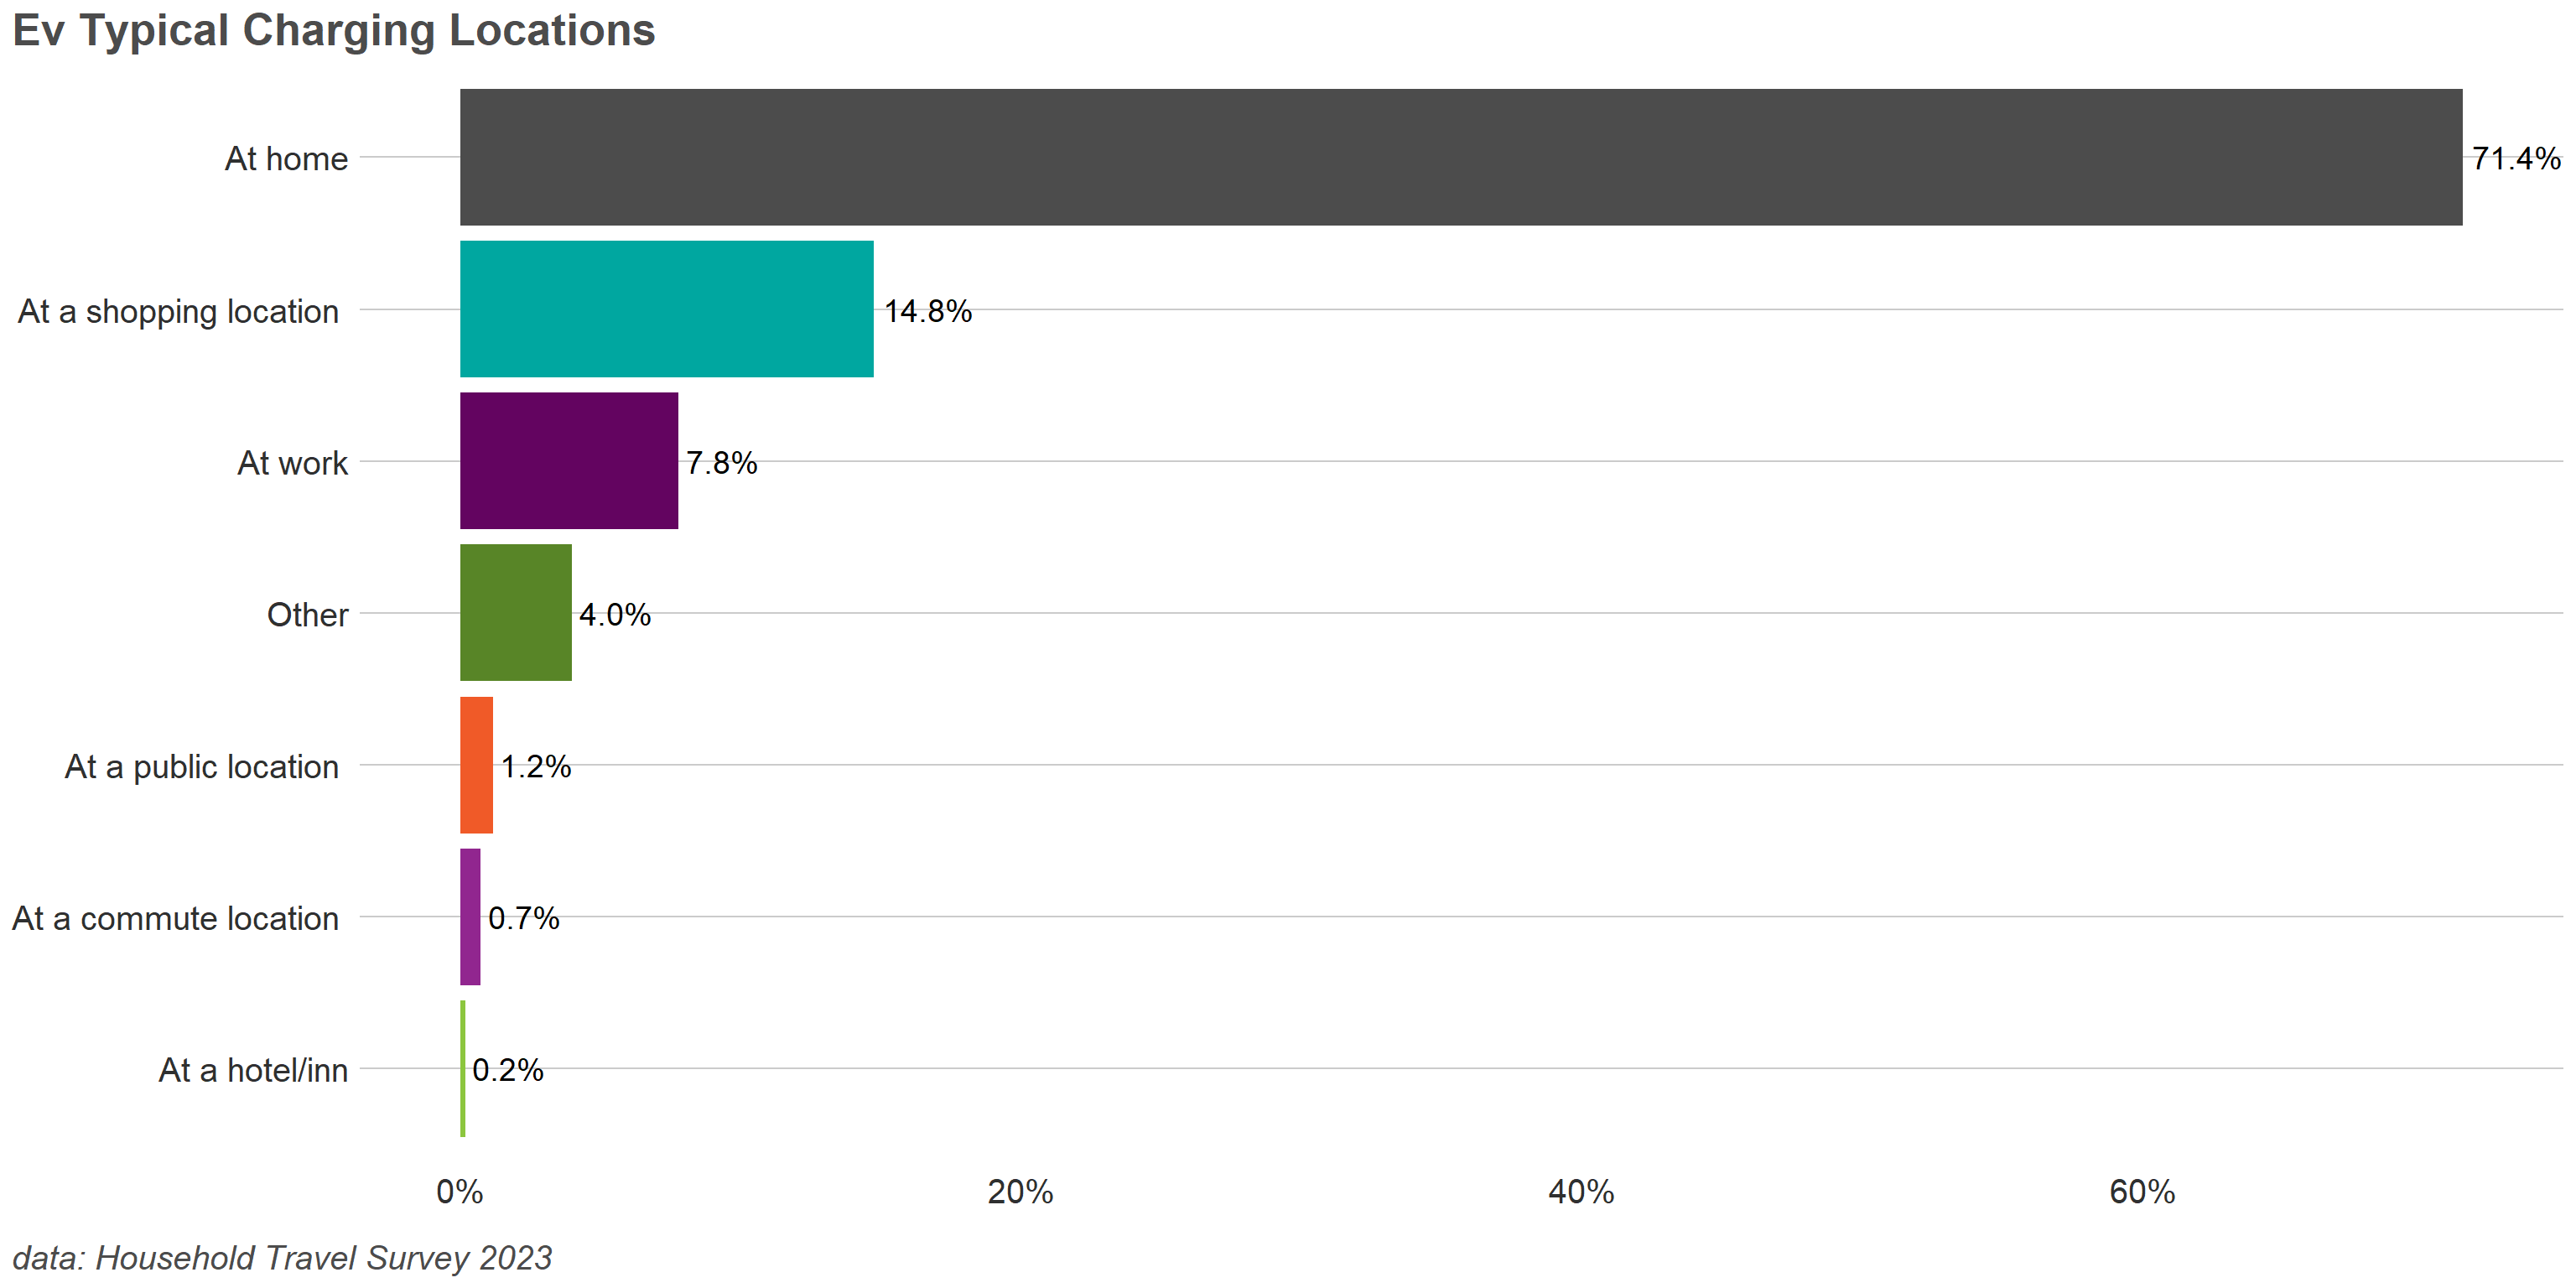 Ev Typical Charging Locations
At home
71.4%
At a shopping location
14.8%
At work
7.8%
Other
4.0%
At a public location
1.2%
At a commute location
0.7%
At a hotel/inn
0.2%
0%
20%
40%
60%
data: Household Travel Survey 2023